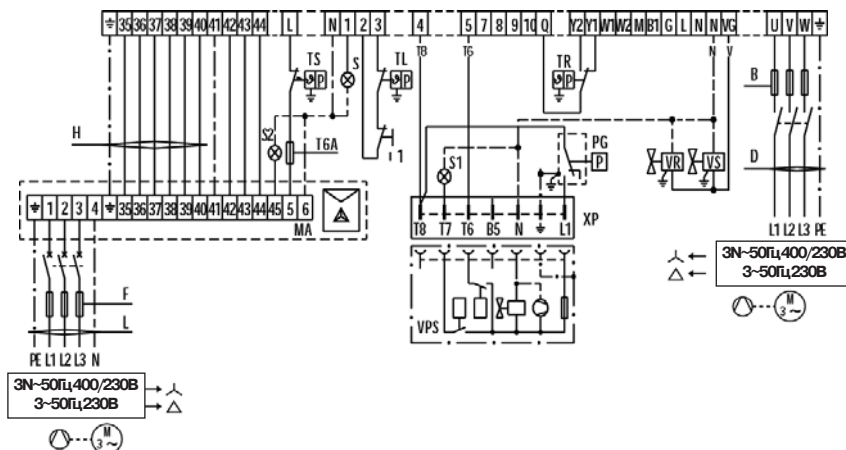 35 36 37 38 39 40 41 42 43 44 L N 1 2 3 4 5 7 8 9 10 Q Y2 Y1 W1 W2 M B1 G L N N VG U V W
T8 T6 N V
TS S TL TR B
H S2 T6A 1 S1 PG P VR VS D
1 2 3 4 35 36 37 38 39 40 41 42 43 44 45 5 6
MA
T8 T7 T6 B5 N L1
XP
L1 L2 L3 PE
3N~50Гц400/230В
3~50Гц230В
M
3~
VPS
F
L
PE L1 L2 L3 N
3N~50Гц400/230В
3~50Гц230В
M
3~